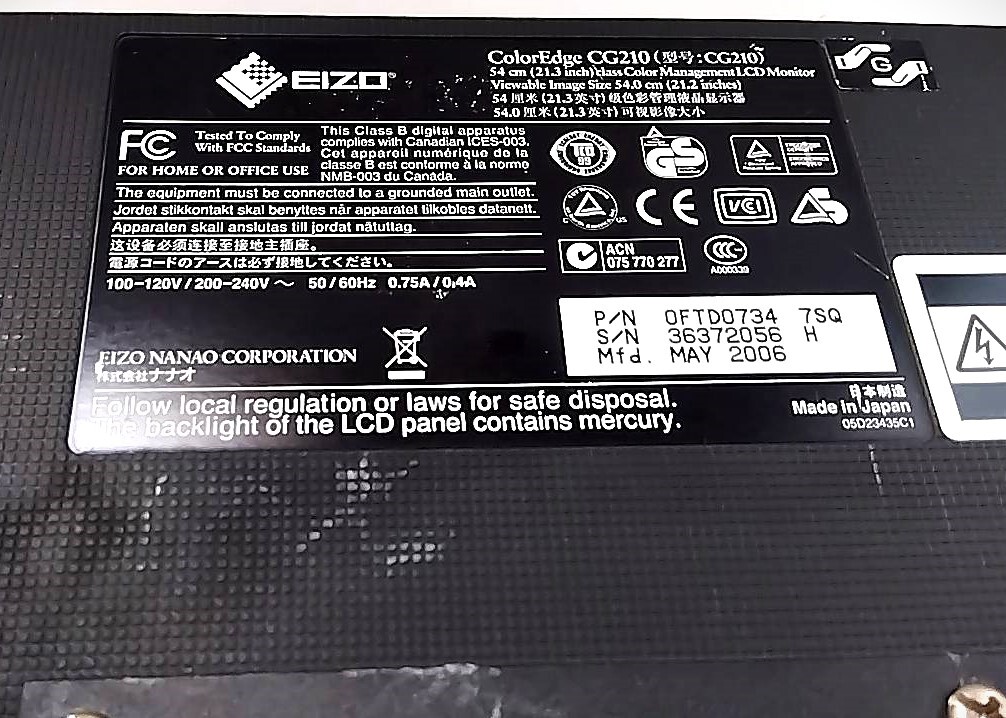 EIZO
ColorEdge CG210 (型号:CG210)
54 cm (21.3 inch) class Color Management LCD Monitor
Viewable Image Size 54.0 cm (21.2 inches)
54 厘米 (21.3英寸) 级色彩管理液晶显示器
54.0 厘米 (21.3英寸) 可视影像大小
G
FC
Tested To Comply
With FCC Standards
FOR HOME OR OFFICE USE
This Class B digital apparatus
complies with Canadian ICES-003.
Cet appareil numérique de la
classe B est conforme à la norme
NMB-003 du Canada.
TCO
99
GS
The equipment must be connected to a grounded main outlet.
Jordet stikkontakt skal benyttes når apparatet tilkobles datanett.
Apparaten skall anslutas till jordat nätuttag.
这设备必须连接至接地主插座。
電源コードのアースは必ず接地してください。
100-120V / 200-240V ～ 50 / 60Hz 0.75A / 0.4A
C US
CE
VCI
S
ACN
075 770 277
CCC
A000339
P/N 0FTD0734 7SQ
S/N 36372056 H
Mfd. MAY 2006
EIZO NANAO CORPORATION
株式会社ナナオ
Follow local regulation or laws for safe disposal.
The backlight of the LCD panel contains mercury.
日本制造
Made in Japan
05D23435C1